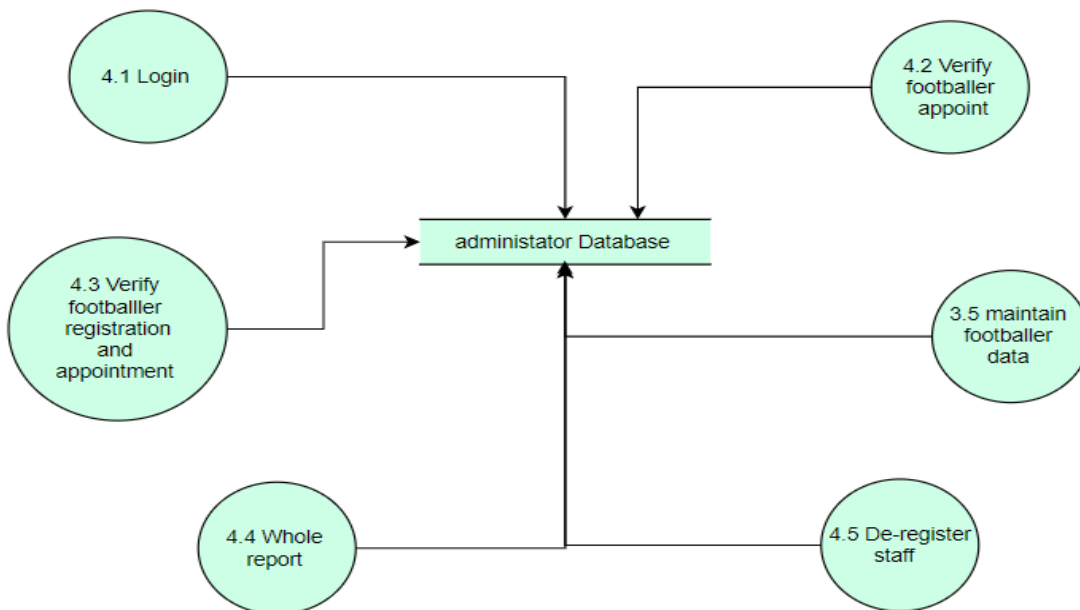 4.1 Login
4.2 Verify
footballer
appoint
administator Database
4.3 Verify
footballler
registration
and
appointment
3.5 maintain
footballer
data
4.4 Whole
report
4.5 De-register
staff